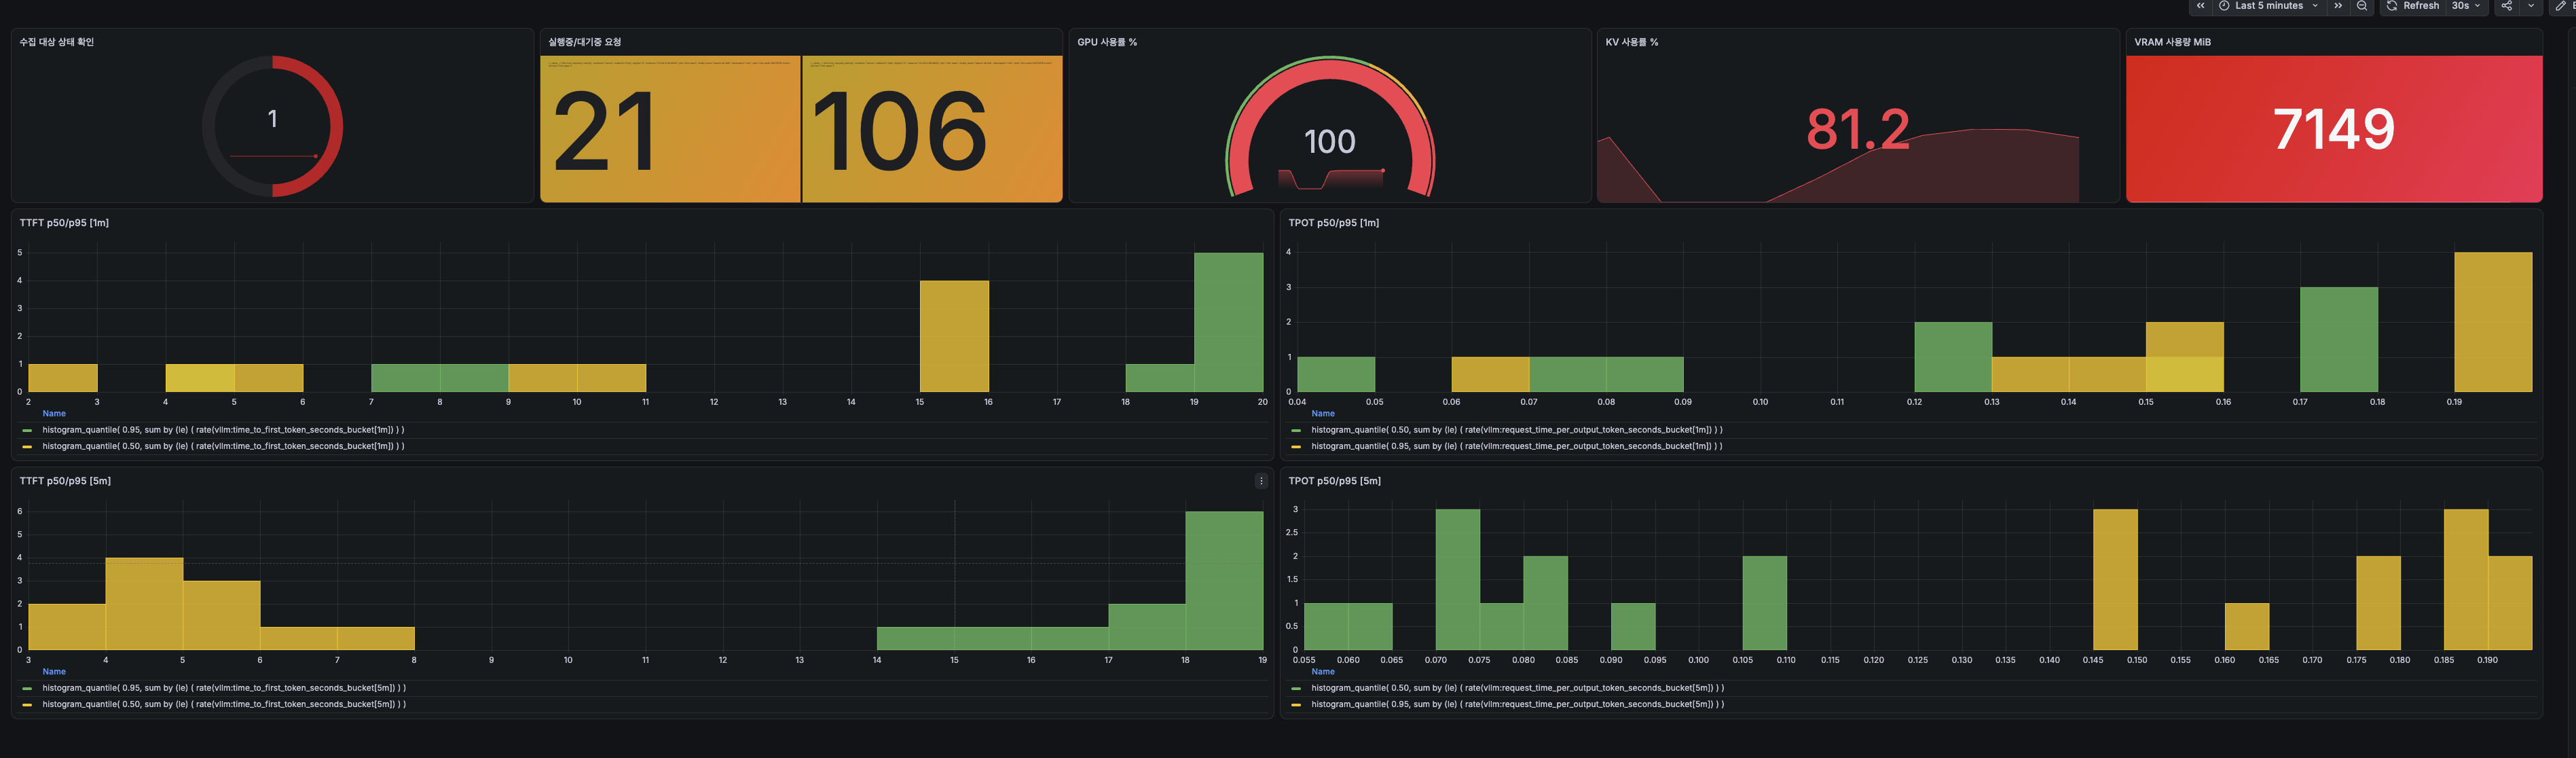 Last 5 minutes
Refresh
30s
수집 대상 상태 확인
1
실행중/대기중 요청
21
106
GPU 사용률 %
100
KV 사용률 %
81.2
VRAM 사용량 MiB
7149
TTFT p50/p95 [1m]
5
4
3
2
1
0
2 3 4 5 6 7 8 9 10 11 12 13 14 15 16 17 18 19 20
Name
histogram_quantile( 0.95, sum by (le) ( rate(vllm:time_to_first_token_seconds_bucket[1m]) ) )
histogram_quantile( 0.50, sum by (le) ( rate(vllm:time_to_first_token_seconds_bucket[1m]) ) )
TPOT p50/p95 [1m]
4
3
2
1
0
0.04 0.05 0.06 0.07 0.08 0.09 0.10 0.11 0.12 0.13 0.14 0.15 0.16 0.17 0.18 0.19
Name
histogram_quantile( 0.50, sum by (le) ( rate(vllm:request_time_per_output_token_seconds_bucket[1m]) ) )
histogram_quantile( 0.95, sum by (le) ( rate(vllm:request_time_per_output_token_seconds_bucket[1m]) ) )
TTFT p50/p95 [5m]
6
5
4
3
2
1
0
3 4 5 6 7 8 9 10 11 12 13 14 15 16 17 18 19
Name
histogram_quantile( 0.95, sum by (le) ( rate(vllm:time_to_first_token_seconds_bucket[5m]) ) )
histogram_quantile( 0.50, sum by (le) ( rate(vllm:time_to_first_token_seconds_bucket[5m]) ) )
TPOT p50/p95 [5m]
3
2.5
2
1.5
1
0.5
0
0.055 0.060 0.065 0.070 0.075 0.080 0.085 0.090 0.095 0.100 0.105 0.110 0.115 0.120 0.125 0.130 0.135 0.140 0.145 0.150 0.155 0.160 0.165 0.170 0.175 0.180 0.185 0.190
Name
histogram_quantile( 0.50, sum by (le) ( rate(vllm:request_time_per_output_token_seconds_bucket[5m]) ) )
histogram_quantile( 0.95, sum by (le) ( rate(vllm:request_time_per_output_token_seconds_bucket[5m]) ) )